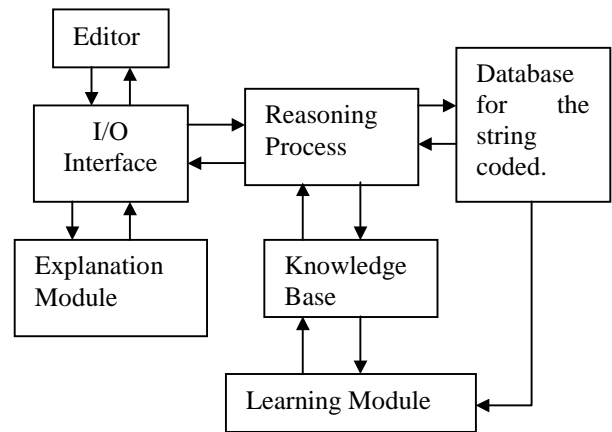 Editor
I/O
Interface
Explanation
Module
Reasoning
Process
Knowledge
Base
Learning Module
Database
for the
string
coded.